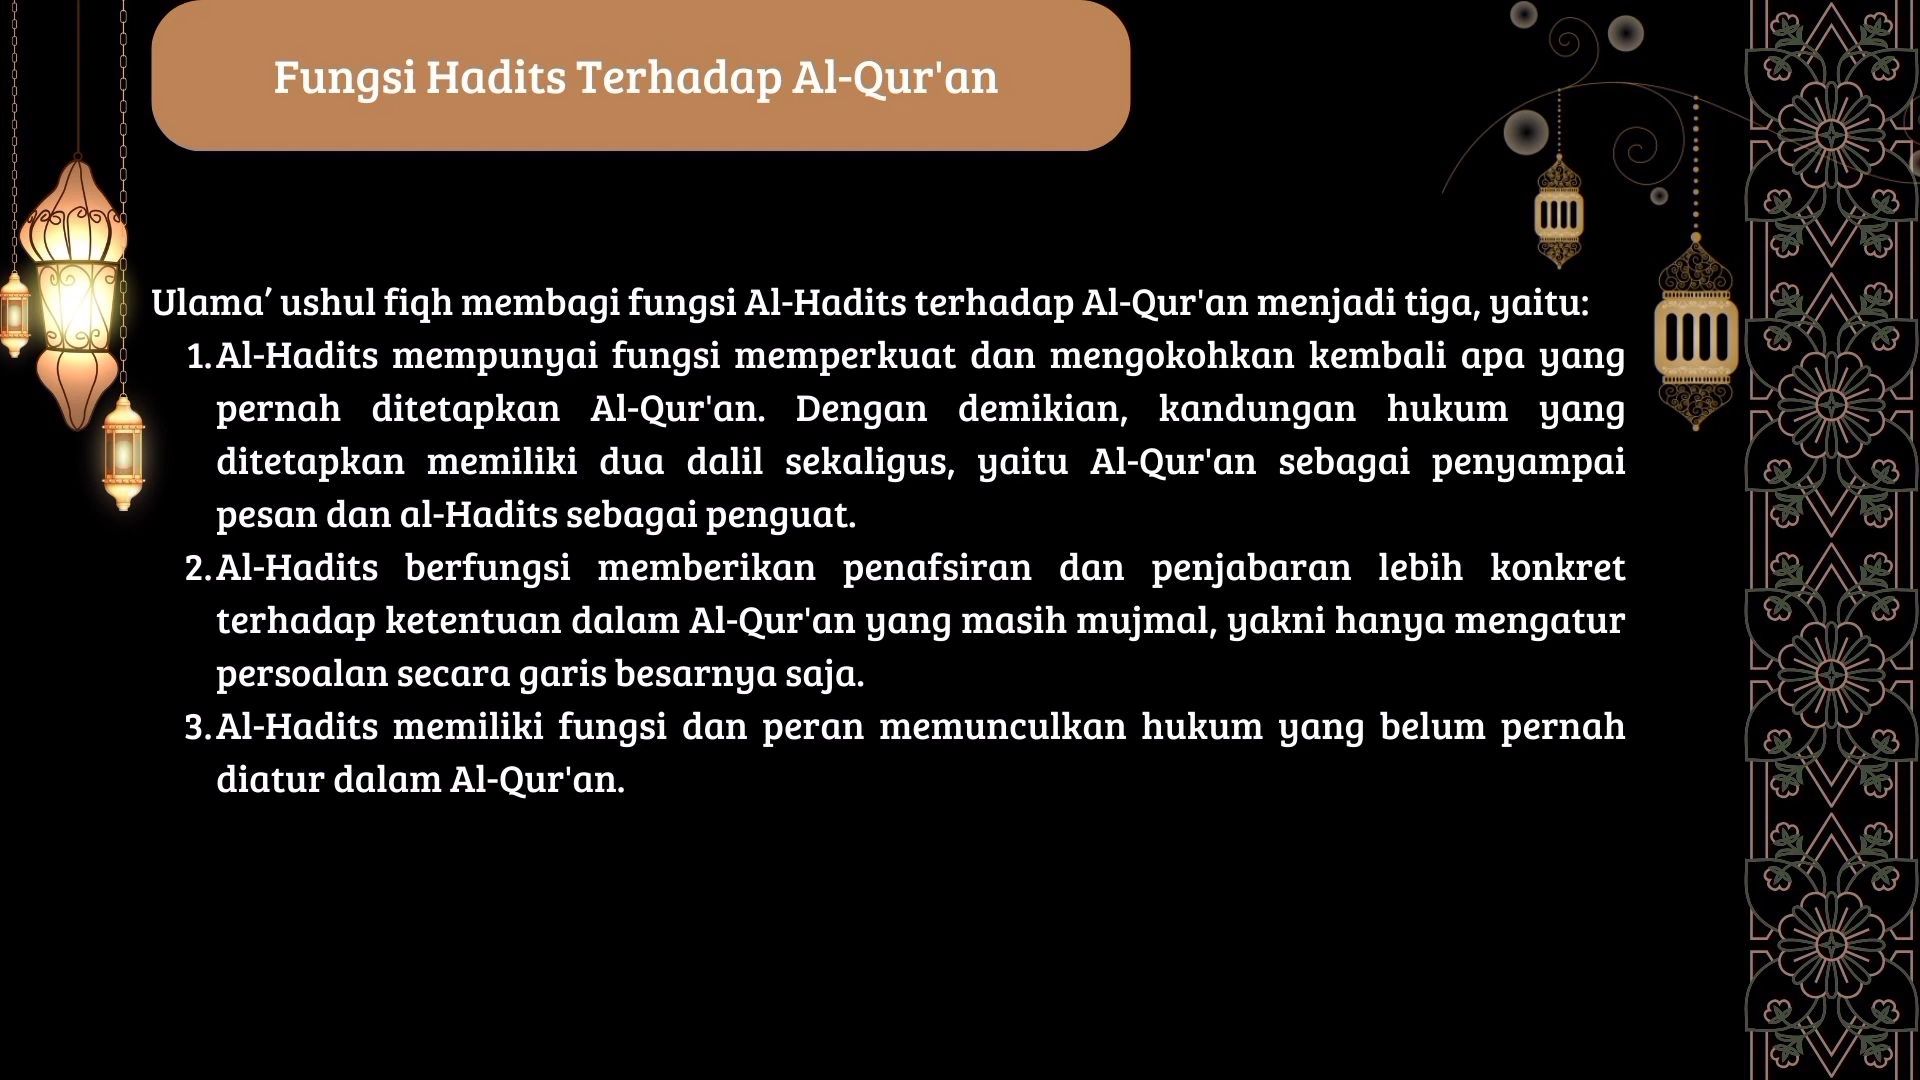 Fungsi Hadits Terhadap Al-Qur'an
Ulama’ ushul fiqh membagi fungsi Al-Hadits terhadap Al-Qur'an menjadi tiga, yaitu:
1. Al-Hadits mempunyai fungsi memperkuat dan mengokohkan kembali apa yang
pernah ditetapkan Al-Qur'an. Dengan demikian, kandungan hukum yang
ditetapkan memiliki dua dalil sekaligus, yaitu Al-Qur'an sebagai penyampai
pesan dan al-Hadits sebagai penguat.
2. Al-Hadits berfungsi memberikan penafsiran dan penjabaran lebih konkret
terhadap ketentuan dalam Al-Qur'an yang masih mujmal, yakni hanya mengatur
persoalan secara garis besarnya saja.
3. Al-Hadits memiliki fungsi dan peran memunculkan hukum yang belum pernah
diatur dalam Al-Qur'an.